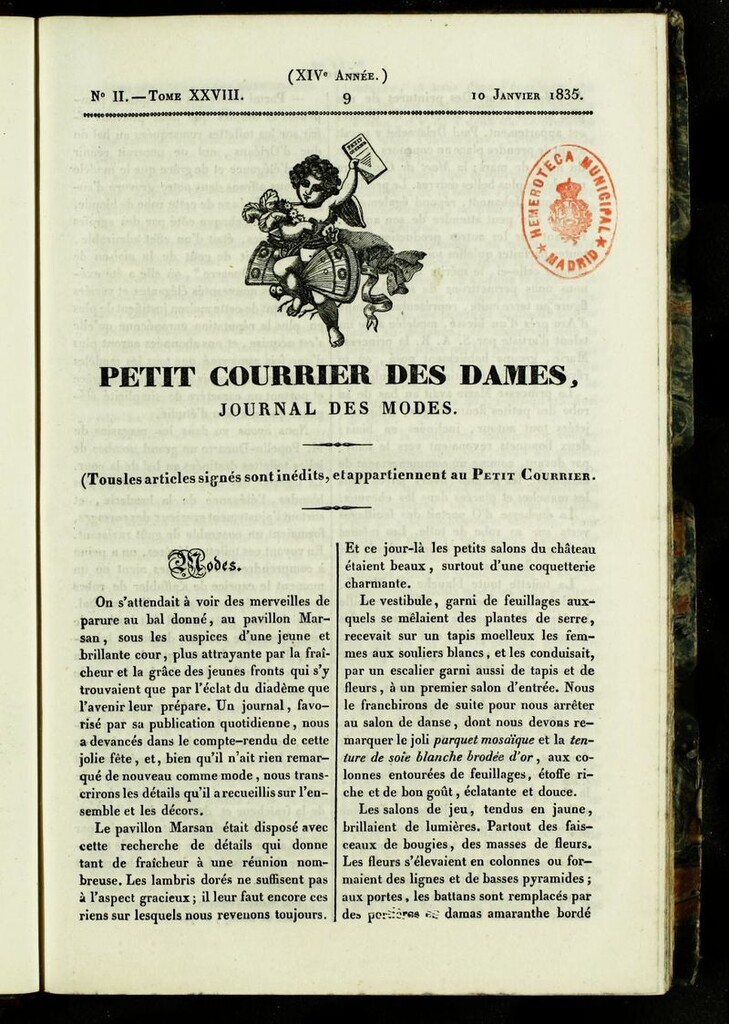 (XIVe Année.)
No II.—Tome XXVIII.
9
10 Janvier 1835.
PETIT COURRIER
HEMEROTECA MUNICIPAL
★ MADRID ★
PETIT COURRIER DES DAMES,
JOURNAL DES MODES.
(Tous les articles signés sont inédits, et appartiennent au Petit Courrier.
Modes.
On s'attendait à voir des merveilles de
parure au bal donné, au pavillon Mar-
san, sous les auspices d'une jeune et
brillante cour, plus attrayante par la fraî-
cheur et la grâce des jeunes fronts qui s'y
trouvaient que par l'éclat du diadème que
l'avenir leur prépare. Un journal, favo-
risé par sa publication quotidienne, nous
a devancés dans le compte-rendu de cette
jolie fête, et, bien qu'il n'ait rien remar-
qué de nouveau comme mode, nous trans-
crirons les détails qu'il a recueillis sur l'en-
semble et les décors.
Le pavillon Marsan était disposé avec
cette recherche de détails qui donne
tant de fraîcheur à une réunion nom-
breuse. Les lambris dorés ne suffisent pas
à l'aspect gracieux; il leur faut encore ces
riens sur lesquels nous revenons toujours.
Et ce jour-là les petits salons du château
étaient beaux, surtout d'une coquetterie
charmante.
Le vestibule, garni de feuillages aux-
quels se mêlaient des plantes de serre,
recevait sur un tapis moelleux les fem-
mes aux souliers blancs, et les conduisait,
par un escalier garni aussi de tapis et de
fleurs, à un premier salon d'entrée. Nous
le franchirons de suite pour nous arrêter
au salon de danse, dont nous devons re-
marquer le joli parquet mosaïque et la ten-
ture de soie blanche brodée d'or, aux co-
lonnes entourées de feuillages, étoffe ri-
che et de bon goût, éclatante et douce.
Les salons de jeu, tendus en jaune,
brillaient de lumières. Partout des fais-
ceaux de bougies, des masses de fleurs.
Les fleurs s'élevaient en colonnes ou for-
maient des lignes et de basses pyramides;
aux portes, les battans sont remplacés par
des portières de damas amaranthe bordé